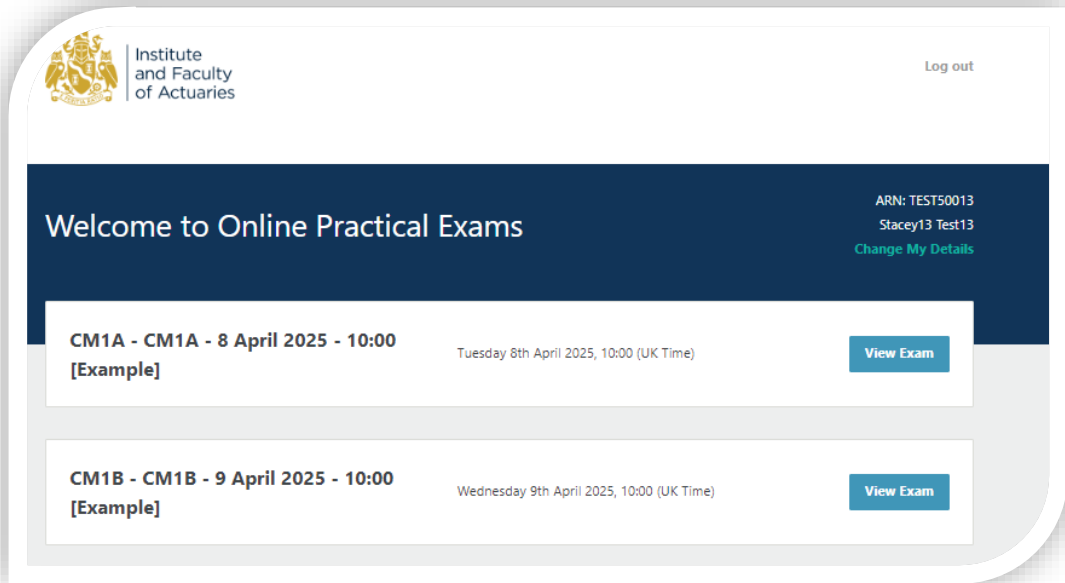 Institute
and Faculty
of Actuaries
Log out
Welcome to Online Practical Exams
ARN: TEST50013
Stacey13 Test13
Change My Details
CM1A - CM1A - 8 April 2025 - 10:00
[Example]
Tuesday 8th April 2025, 10:00 (UK Time)
View Exam
CM1B - CM1B - 9 April 2025 - 10:00
[Example]
Wednesday 9th April 2025, 10:00 (UK Time)
View Exam